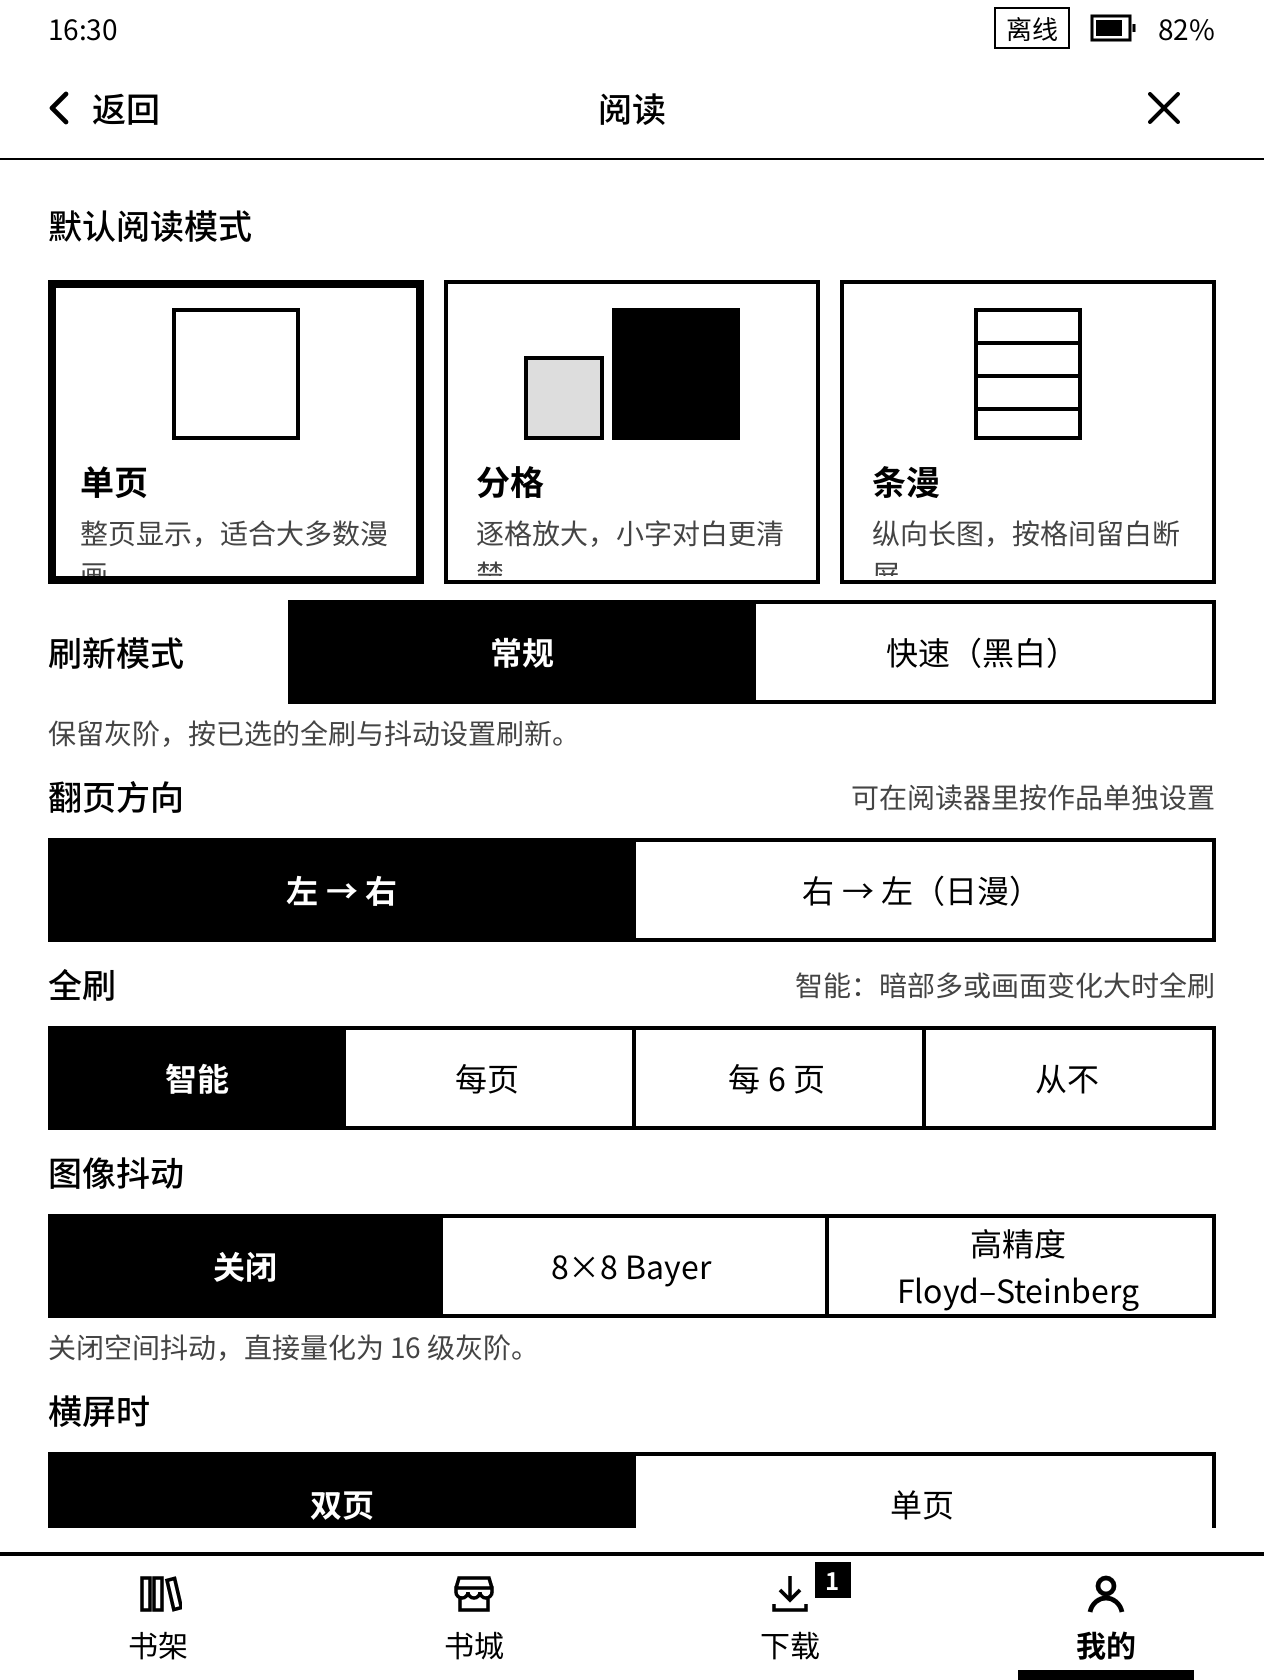 16:30
离线
82%
返回
阅读
默认阅读模式
单页
整页显示，适合大多数漫
画
分格
逐格放大，小字对白更清
楚
条漫
纵向长图，按格间留白断
屏
刷新模式
常规
快速（黑白）
保留灰阶，按已选的全刷与抖动设置刷新。
翻页方向
可在阅读器里按作品单独设置
左 → 右
右 → 左（日漫）
全刷
智能：暗部多或画面变化大时全刷
智能
每页
每 6 页
从不
图像抖动
关闭
8×8 Bayer
高精度
Floyd–Steinberg
关闭空间抖动，直接量化为 16 级灰阶。
横屏时
双页
单页
书架
书城
1
下载
我的